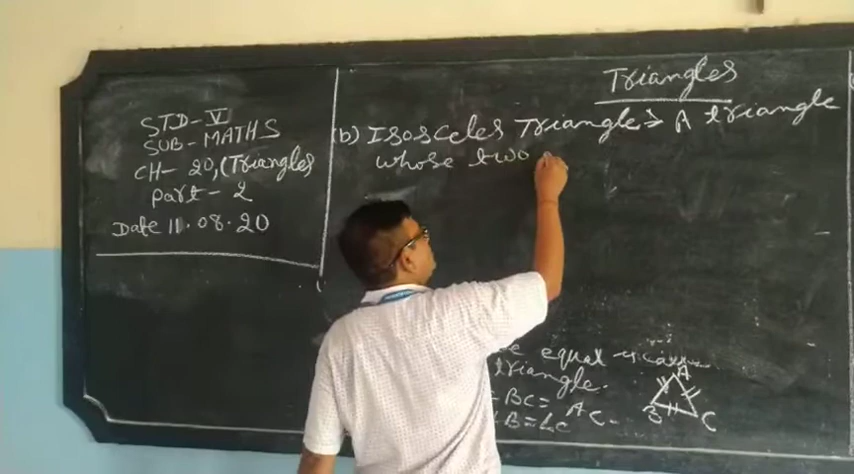 STD-V
SUB-MATHS
CH-20,(Triangles)
Part-2
Date 11.08.20
Triangles
(b) Isosceles Triangles A triangle
whose two
equal
triangle.
BC= AC
B=∠C
A
B C